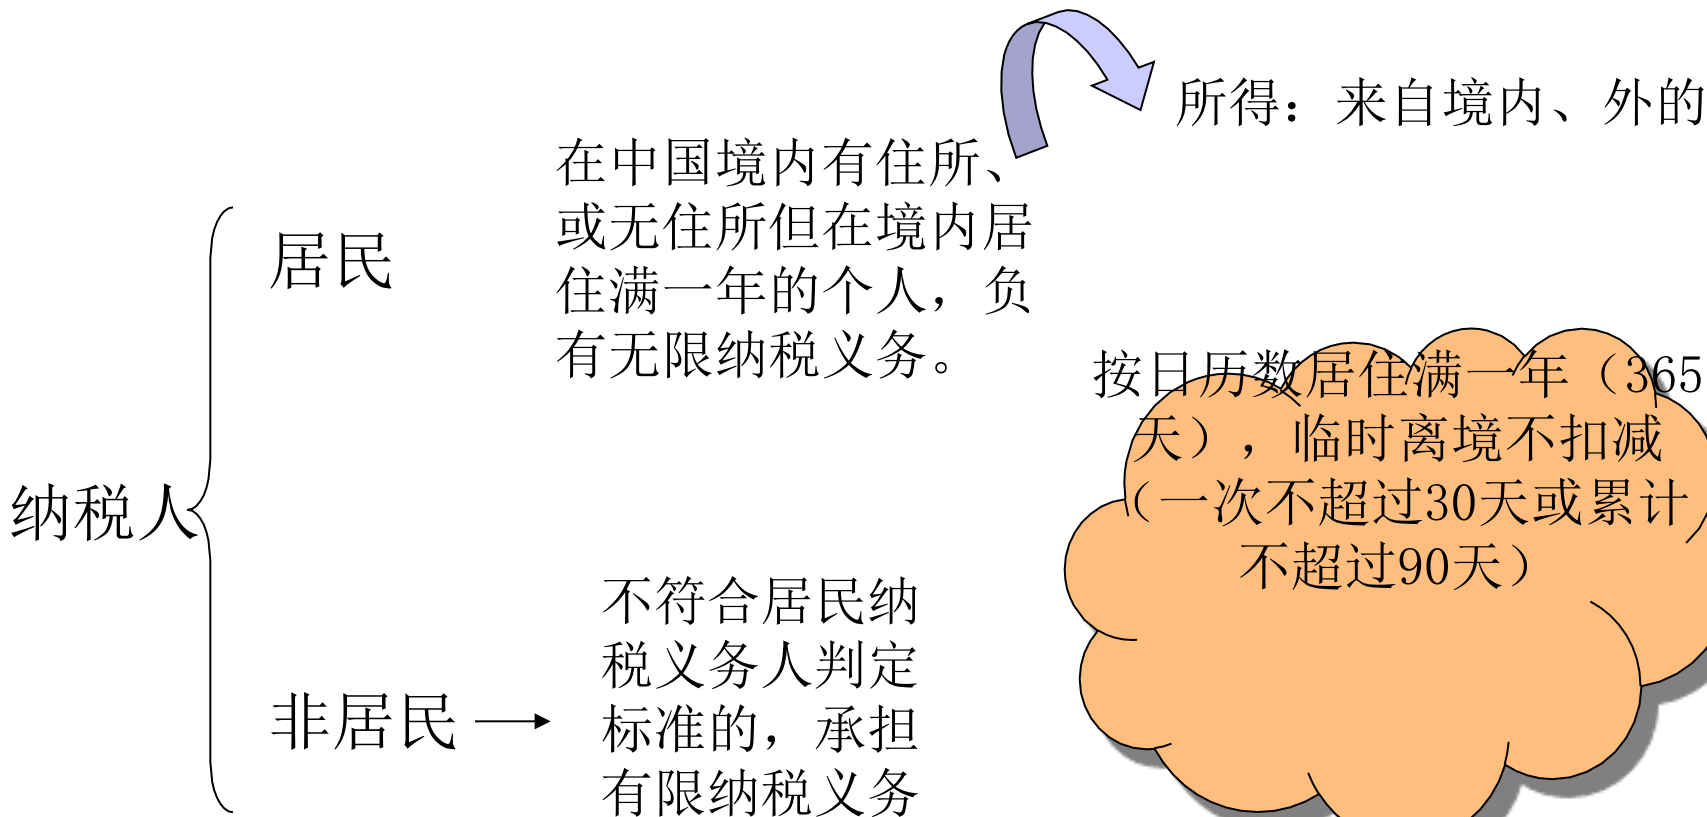 所得：来自境内、外的
在中国境内有住所、
或无住所但在境内居
住满一年的个人，负
有无限纳税义务。
居民
按日历数居住满一年（365
天），临时离境不扣减
（一次不超过30天或累计
不超过90天）
纳税人
不符合居民纳
税义务人判定
标准的，承担
有限纳税义务
非居民